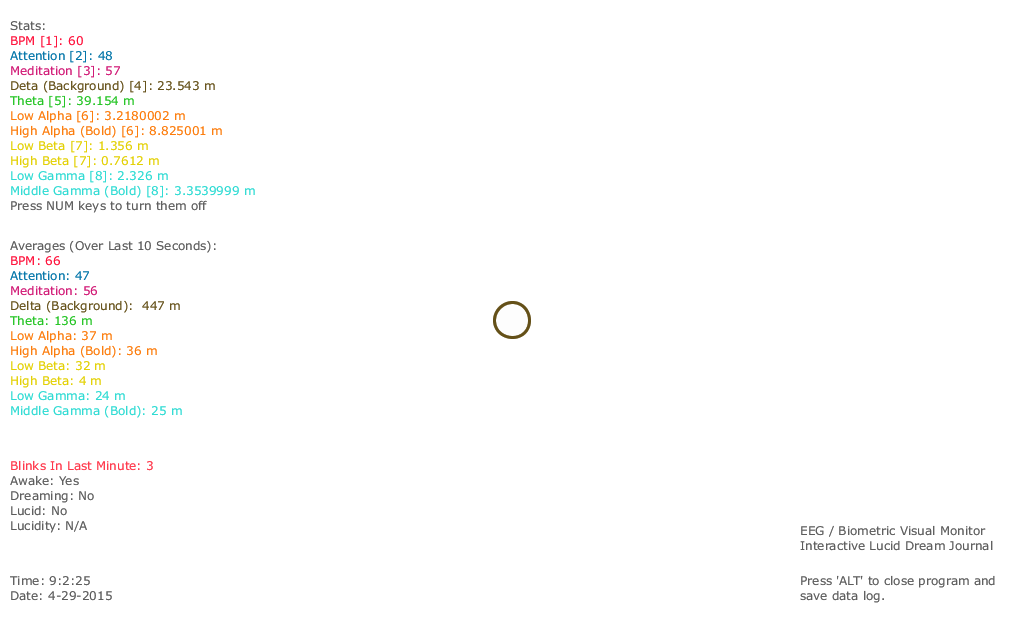 Stats:
BPM [1]: 60
Attention [2]: 48
Meditation [3]: 57
Deta (Background) [4]: 23.543 m
Theta [5]: 39.154 m
Low Alpha [6]: 3.2180002 m
High Alpha (Bold) [6]: 8.825001 m
Low Beta [7]: 1.356 m
High Beta [7]: 0.7612 m
Low Gamma [8]: 2.326 m
Middle Gamma (Bold) [8]: 3.3539999 m
Press NUM keys to turn them off
Averages (Over Last 10 Seconds):
BPM: 66
Attention: 47
Meditation: 56
Delta (Background):  447 m
Theta: 136 m
Low Alpha: 37 m
High Alpha (Bold): 36 m
Low Beta: 32 m
High Beta: 4 m
Low Gamma: 24 m
Middle Gamma (Bold): 25 m
Blinks In Last Minute: 3
Awake: Yes
Dreaming: No
Lucid: No
Lucidity: N/A
Time: 9:2:25
Date: 4-29-2015
EEG / Biometric Visual Monitor
Interactive Lucid Dream Journal
Press 'ALT' to close program and
save data log.